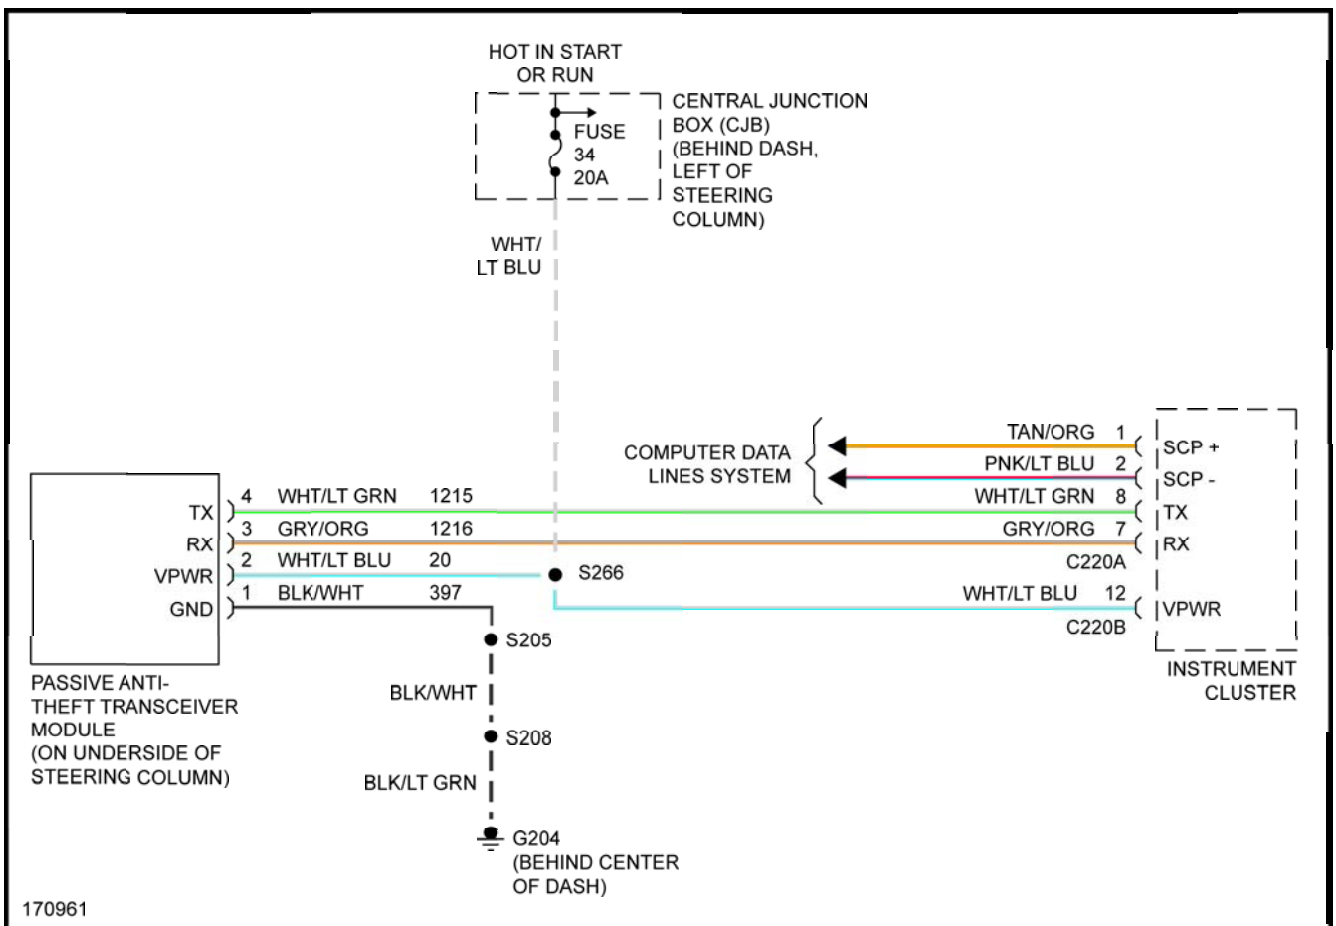 HOT IN START
OR RUN
CENTRAL JUNCTION
BOX (CJB)
(BEHIND DASH,
LEFT OF
STEERING
COLUMN)
FUSE
34
20A
WHT/
LT BLU
COMPUTER DATA
LINES SYSTEM
TAN/ORG 1
SCP +
PNK/LT BLU 2
SCP -
WHT/LT GRN 8
TX
GRY/ORG 7
RX
C220A
WHT/LT BLU 12
VPWR
C220B
INSTRUMENT
CLUSTER
TX 4 WHT/LT GRN 1215
RX 3 GRY/ORG 1216
VPWR 2 WHT/LT BLU 20
GND 1 BLK/WHT 397
S266
S205
BLK/WHT
S208
BLK/LT GRN
G204
(BEHIND CENTER
OF DASH)
PASSIVE ANTI-
THEFT TRANSCEIVER
MODULE
(ON UNDERSIDE OF
STEERING COLUMN)
170961